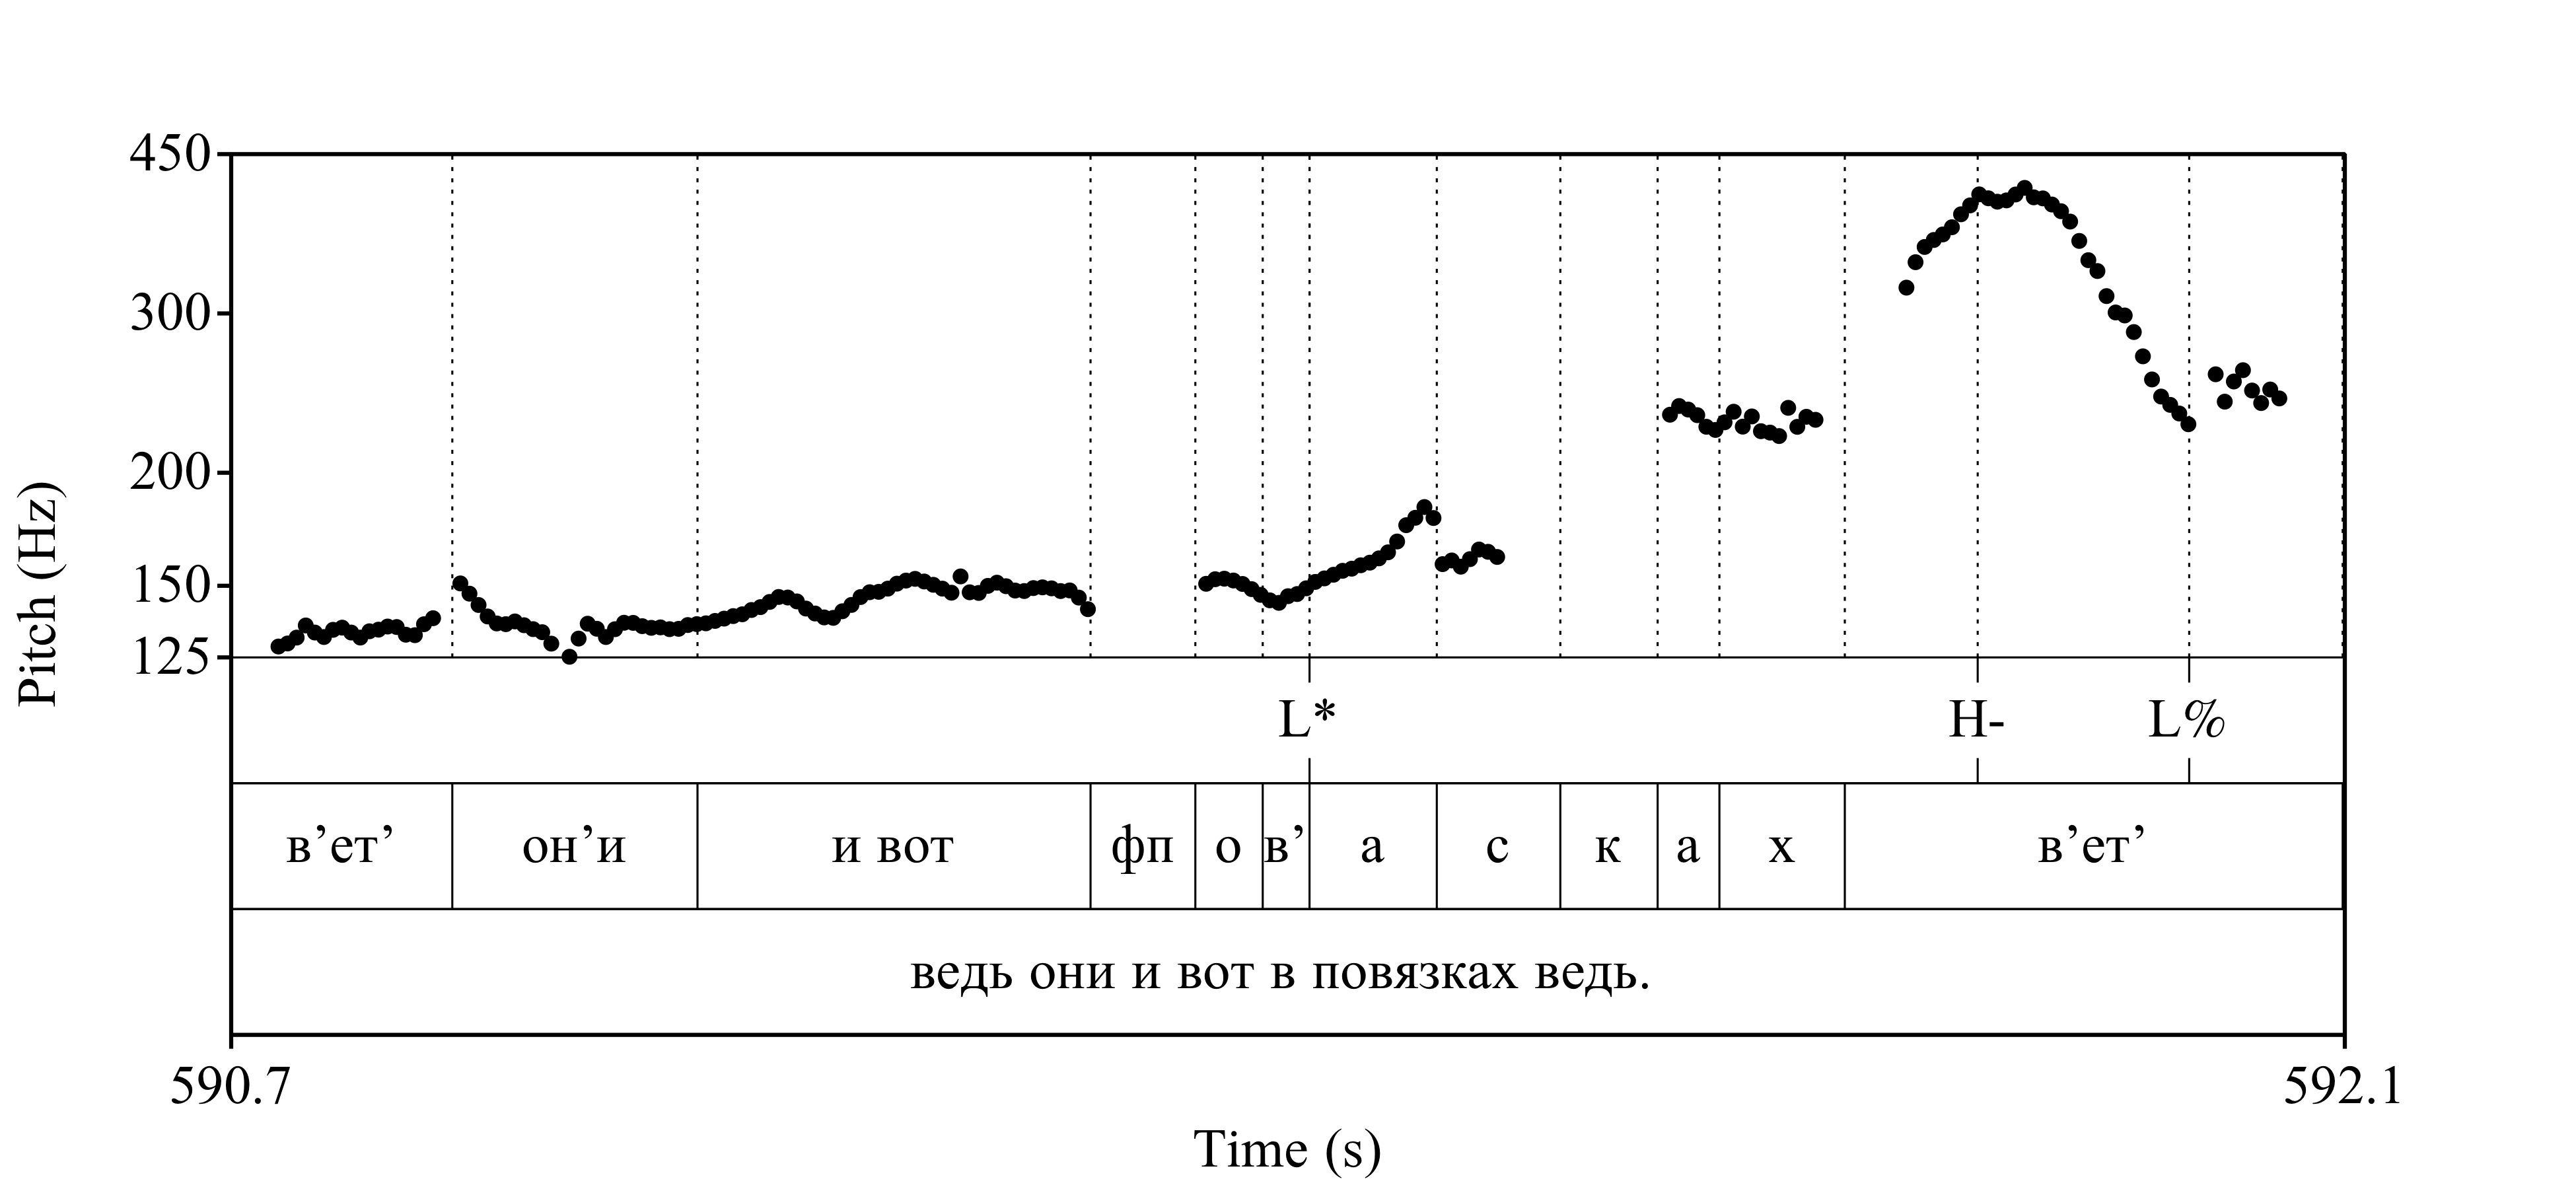 450
300
200
150
125
Pitch (Hz)
L* H- L%
в’ет’ он’и и вот фп о в’ а с к а х в’ет’
ведь они и вот в повязках ведь.
590.7 592.1
Time (s)